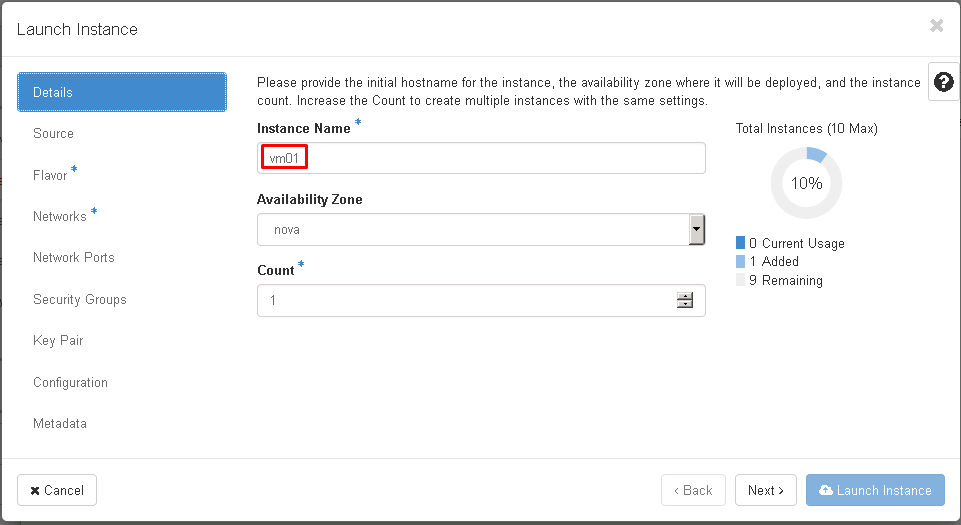 Launch Instance
×
Details
Source
Flavor *
Networks *
Network Ports
Security Groups
Key Pair
Configuration
Metadata
Please provide the initial hostname for the instance, the availability zone where it will be deployed, and the instance
count. Increase the Count to create multiple instances with the same settings.
?
Instance Name *
vm01
Availability Zone
nova
Count *
1
Total Instances (10 Max)
10%
0 Current Usage
1 Added
9 Remaining
× Cancel
‹ Back
Next ›
Launch Instance